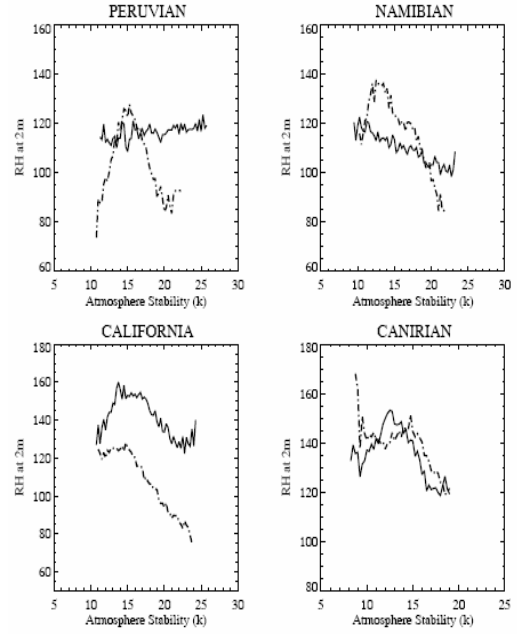 PERUVIAN
160
140
120
100
80
60
RH at 2m
5 10 15 20 25 30
Atmosphere Stability (k)
NAMIBIAN
160
140
120
100
80
60
RH at 2m
5 10 15 20 25 30
Atmosphere Stability (k)
CALIFORNIA
180
160
140
120
100
80
60
RH at 2m
5 10 15 20 25 30
Atmosphere Stability (k)
CANIRIAN
180
160
140
120
100
80
RH at 2m
5 10 15 20 25
Atmosphere Stability (k)